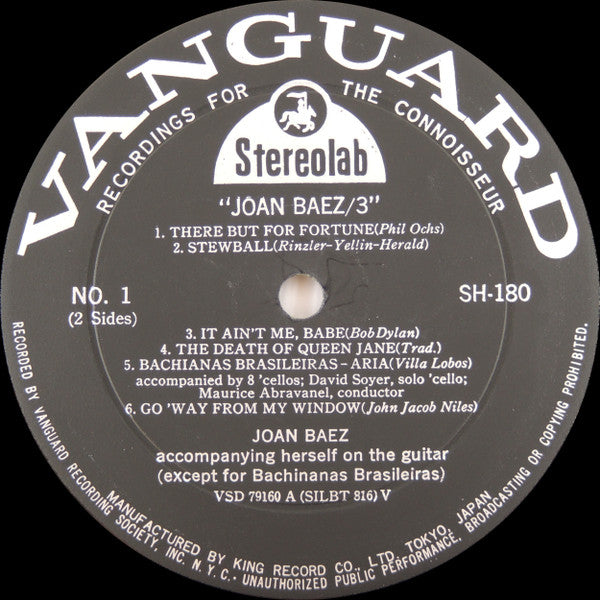 VANGUARD
RECORDINGS FOR THE CONNOISSEUR
Stereolab
"JOAN BAEZ/3"
1. THERE BUT FOR FORTUNE(Phil Ochs)
2. STEWBALL(Rinzler-Yellin-Herald)
NO. 1
(2 Sides)
SH-180
3. IT AIN'T ME, BABE(Bob Dylan)
4. THE DEATH OF QUEEN JANE(Trad.)
5. BACHIANAS BRASILEIRAS-ARIA(Villa Lobos)
accompanied by 8 'cellos; David Soyer, solo 'cello;
Maurice Abravanel, conductor
6. GO 'WAY FROM MY WINDOW(John Jacob Niles)
JOAN BAEZ
accompanying herself on the guitar
(except for Bachinanas Brasileiras)
VSD 79160 A (SILBT 816) V
MANUFACTURED BY KING RECORD CO., LTD. TOKYO, JAPAN
RECORDED BY VANGUARD RECORDING SOCIETY, INC. N.Y.C.· UNAUTHORIZED PUBLIC PERFORMANCE, BROADCASTING OR COPYING PROHIBITED.